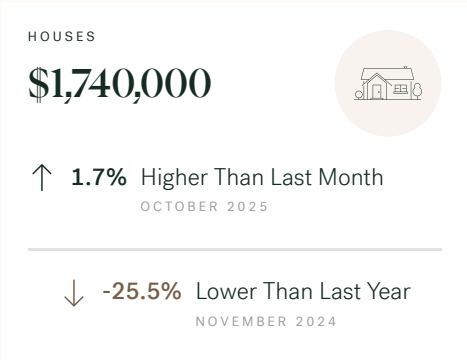 HOUSES
$1,740,000
1.7% Higher Than Last Month
OCTOBER 2025
-25.5% Lower Than Last Year
NOVEMBER 2024